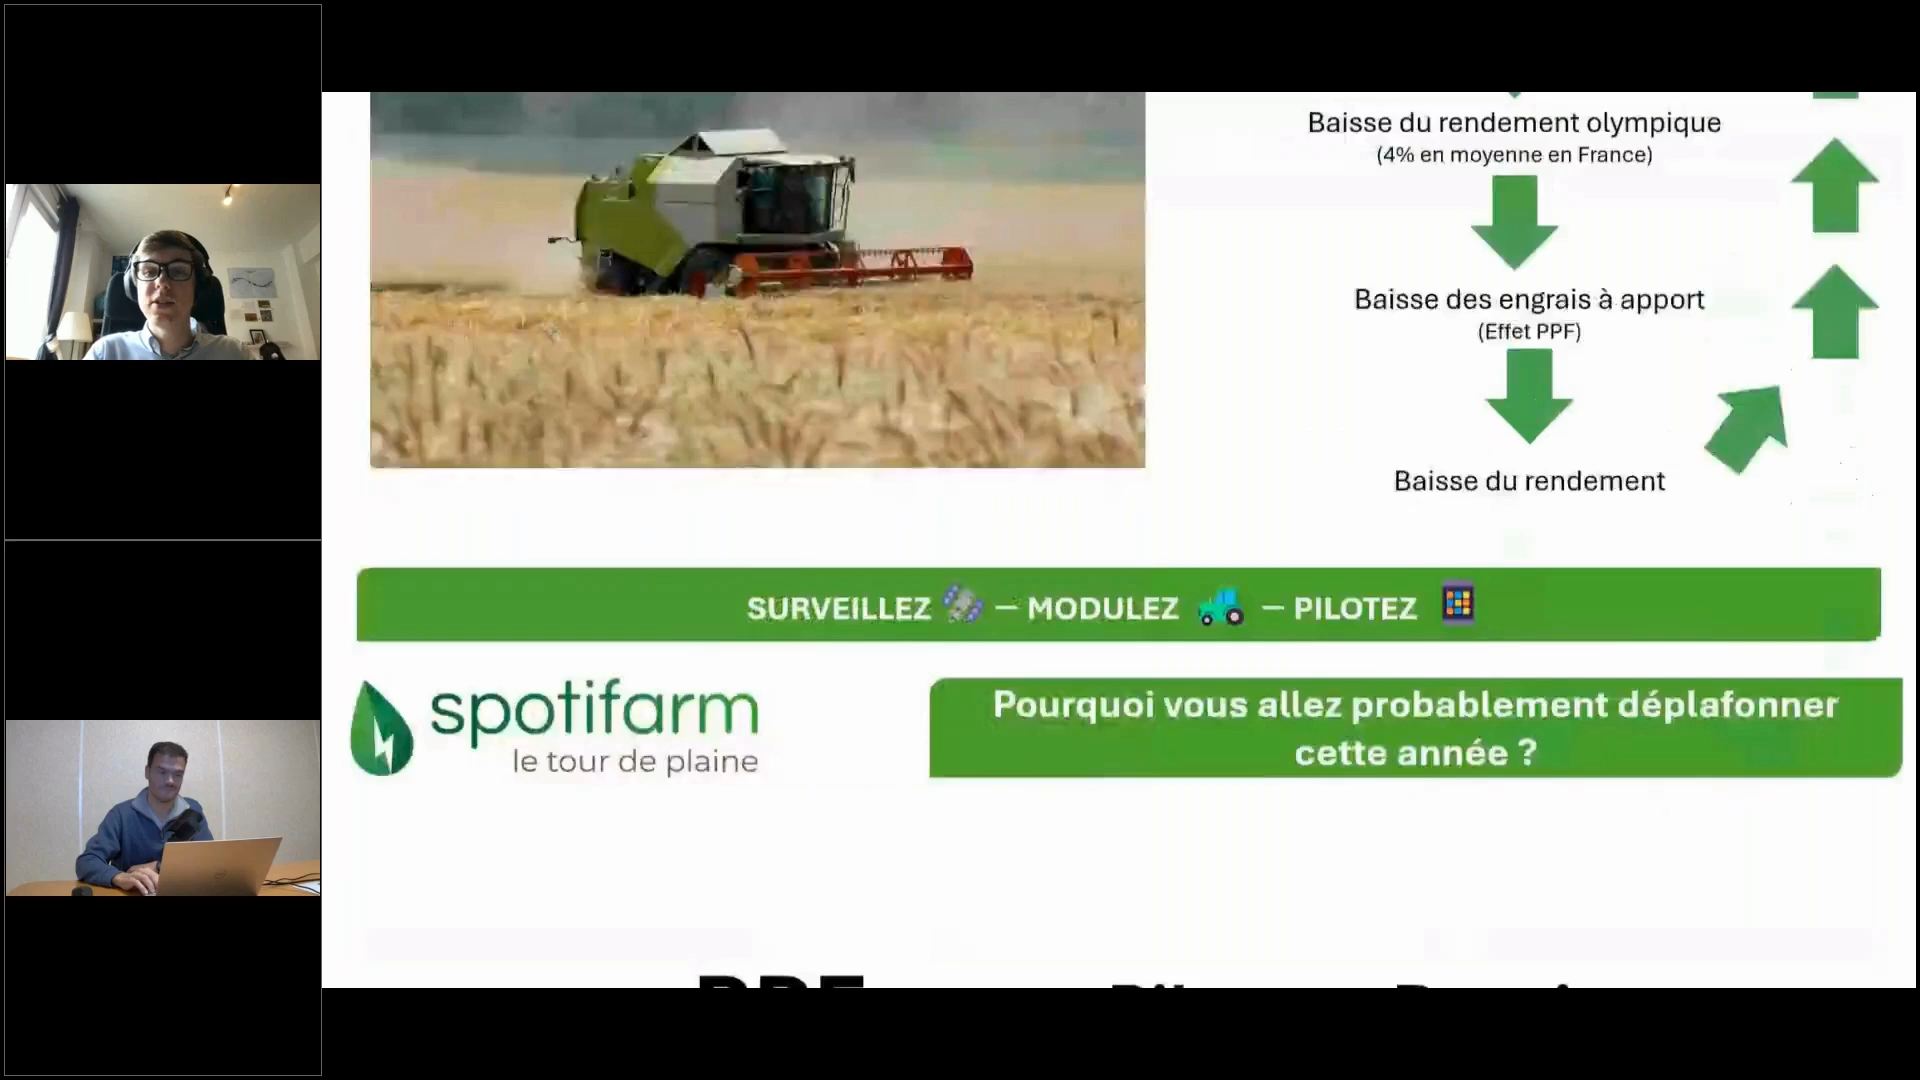 Baisse du rendement olympique
(4% en moyenne en France)
Baisse des engrais à apport
(Effet PPF)
Baisse du rendement
SURVEILLEZ — MODULEZ — PILOTEZ
spotifarm
le tour de plaine
Pourquoi vous allez probablement déplafonner
cette année ?